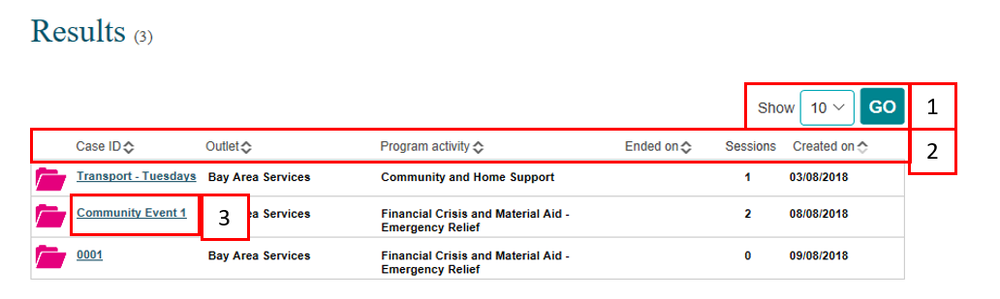 Results (3)
Show 10 GO 1
Case ID Outlet Program activity Ended on Sessions Created on 2
Transport - Tuesdays Bay Area Services Community and Home Support 1 03/08/2018
Community Event 1 3 ea Services Financial Crisis and Material Aid - 2 08/08/2018
Emergency Relief
0001 Bay Area Services Financial Crisis and Material Aid - 0 09/08/2018
Emergency Relief